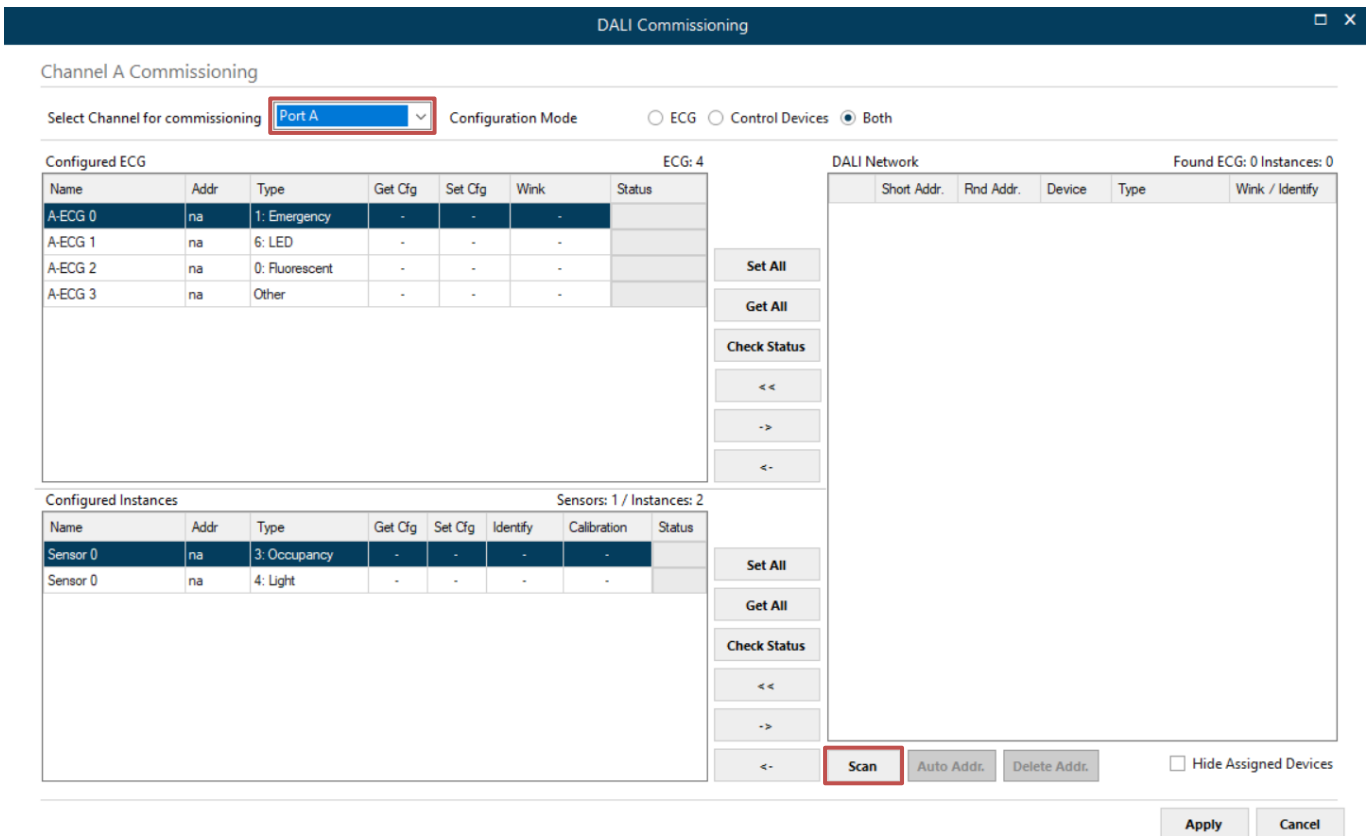 DALI Commissioning
Channel A Commissioning
Select Channel for commissioning Port A Configuration Mode ECG Control Devices Both
Configured ECG ECG: 4
Name Addr Type Get Cfg Set Cfg Wink Status
A-ECG 0 na 1: Emergency - - -
A-ECG 1 na 6: LED - - -
A-ECG 2 na 0: Fluorescent - - -
A-ECG 3 na Other - - -
Set All
Get All
Check Status
<<
->
<-
Configured Instances Sensors: 1 / Instances: 2
Name Addr Type Get Cfg Set Cfg Identify Calibration Status
Sensor 0 na 3: Occupancy - - - -
Sensor 0 na 4: Light - - - -
Set All
Get All
Check Status
<<
->
<-
DALI Network Found ECG: 0 Instances: 0
Short Addr. Rnd Addr. Device Type Wink / Identify
Scan Auto Addr. Delete Addr. Hide Assigned Devices
Apply Cancel